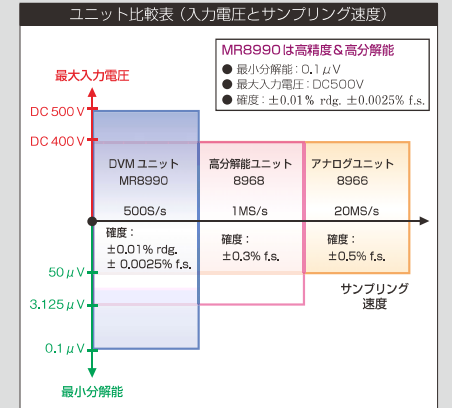 ユニット比較表（入力電圧とサンプリング速度）
MR8990は高精度＆高分解能
● 最小分解能：0.1μV
● 最大入力電圧：DC500V
● 確度：±0.01% rdg. ±0.0025% f.s.
最大入力電圧
DC 500 V
DC 400 V
DVM ユニット
MR8990
高分解能ユニット
8968
アナログユニット
8966
500S/s
1MS/s
20MS/s
確度：
±0.01% rdg.
± 0.0025% f.s.
確度：
±0.3% f.s.
確度：
±0.5% f.s.
50 μV
3.125 μV
0.1 μV
サンプリング
速度
最小分解能